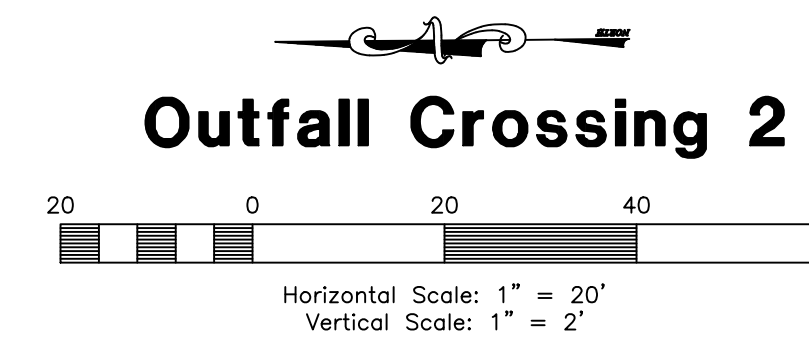 Outfall Crossing 2
20 0 20 40
Horizontal Scale: 1” = 20’
Vertical Scale: 1” = 2’